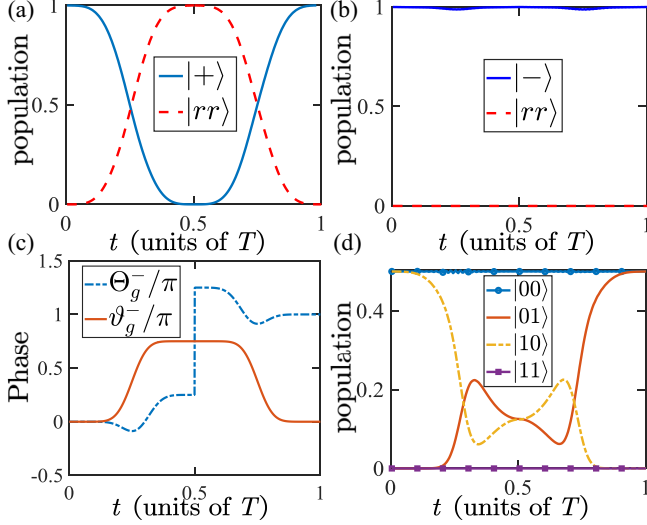 (a)
1
0.5
0
population
|+⟩
|rr⟩
0
0.5
1
t (units of T)
(b)
1
0.5
0
population
|−⟩
|rr⟩
0
0.5
1
t (units of T)
(c)
1.5
1
0.5
0
-0.5
Phase
Θ_g^−/π
ϑ_g^−/π
0
0.5
1
t (units of T)
(d)
0.4
0.2
0
population
|00⟩
|01⟩
|10⟩
|11⟩
0
0.5
1
t (units of T)